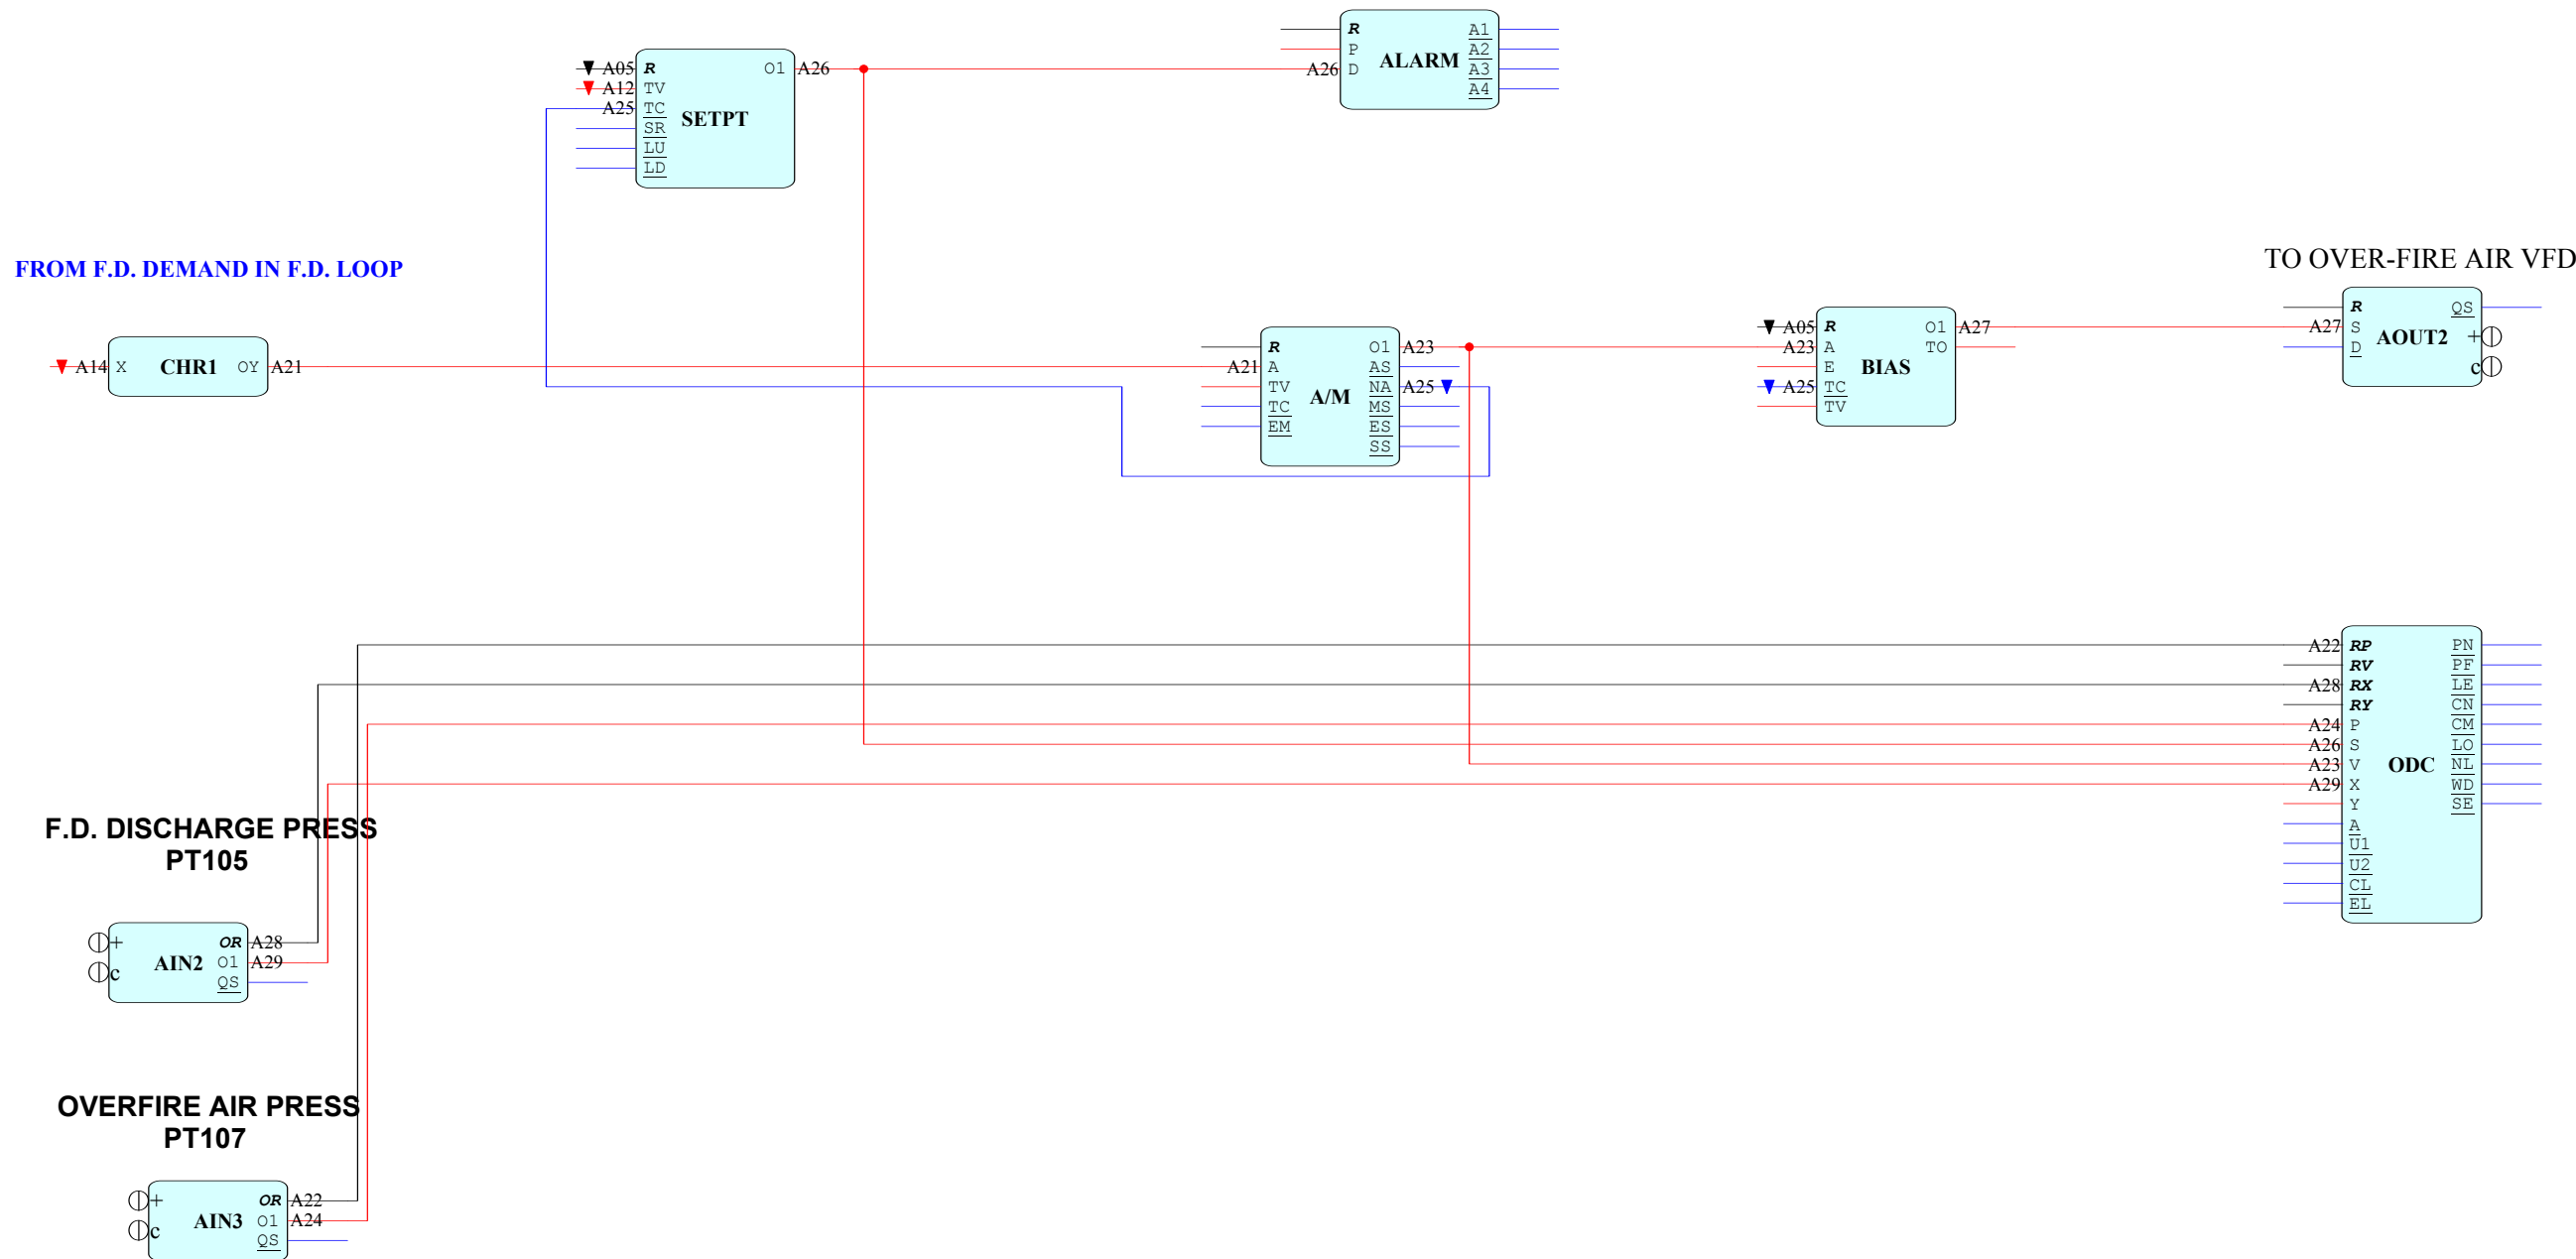 R A1
P A2
A26 D ALARM A3
A4
A05 R O1 A26
A12 TV
A25 TC
SETPT
SR
LU
LD
FROM F.D. DEMAND IN F.D. LOOP
TO OVER-FIRE AIR VFD
A14 X CHR1 OY A21
R O1 A23
A21 A AS
TV NA A25
A/M
TC MS
EM ES
SS
A05 R O1 A27
A23 A TO
E BIAS
A25 TC
TV
R QS
A27 S AOUT2 +
D
c
A22 RP PN
RV PF
A28 RX LE
RY CN
A24 P CM
A26 S LO
A23 V ODC NL
A29 X WD
Y SE
A
U1
U2
CL
EL
F.D. DISCHARGE PRESS
PT105
+ OR A28
AIN2 O1 A29
c QS
OVERFIRE AIR PRESS
PT107
+ OR A22
AIN3 O1 A24
c QS